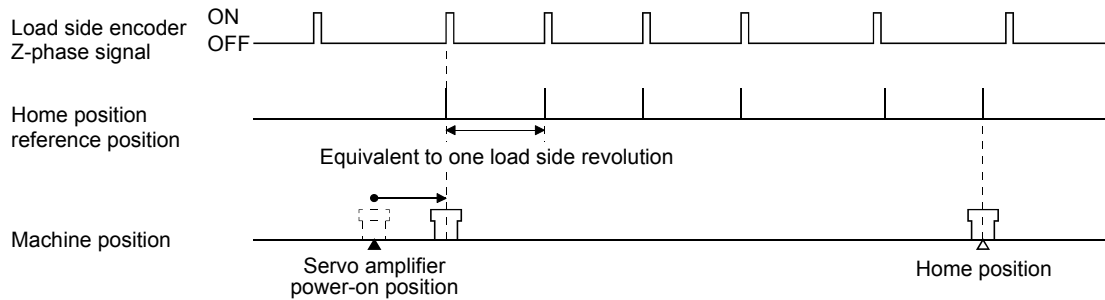 Load side encoder
Z-phase signal
ON
OFF
Home position
reference position
Equivalent to one load side revolution
Machine position
Servo amplifier
power-on position
Home position